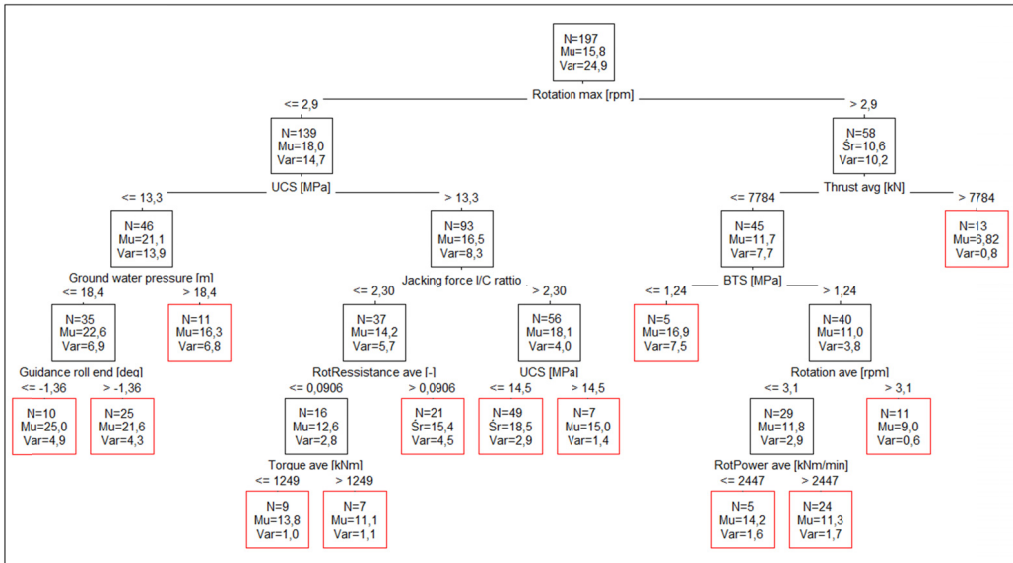 N=197
Mu=15,8
Var=24,9
Rotation max [rpm]
<= 2,9
> 2,9
N=139
Mu=18,0
Var=14,7
N=58
Śr=10,6
Var=10,2
UCS [MPa]
Thrust avg [kN]
<= 13,3
> 13,3
<= 7784
> 7784
N=46
Mu=21,1
Var=13,9
N=93
Mu=16,5
Var=8,3
N=45
Mu=11,7
Var=7,7
N=13
Mu=6,82
Var=0,8
Ground water pressure [m]
Jacking force I/C rattio
BTS [MPa]
<= 18,4
> 18,4
<= 2,30
> 2,30
<= 1,24
> 1,24
N=35
Mu=22,6
Var=6,9
N=11
Mu=16,3
Var=6,8
N=37
Mu=14,2
Var=5,7
N=56
Mu=18,1
Var=4,0
N=5
Mu=16,9
Var=7,5
N=40
Mu=11,0
Var=3,8
Guidance roll end [deg]
RotRessistance ave [-]
UCS [MPa]
Rotation ave [rpm]
<= -1,36
> -1,36
<= 0,0906
> 0,0906
<= 14,5
> 14,5
<= 3,1
> 3,1
N=10
Mu=25,0
Var=4,9
N=25
Mu=21,6
Var=4,3
N=16
Mu=12,6
Var=2,8
N=21
Śr=15,4
Var=4,5
N=49
Śr=18,5
Var=2,9
N=7
Mu=15,0
Var=1,4
N=29
Mu=11,8
Var=2,9
N=11
Mu=9,0
Var=0,6
Torque ave [kNm]
RotPower ave [kNm/min]
<= 1249
> 1249
<= 2447
> 2447
N=9
Mu=13,8
Var=1,0
N=7
Mu=11,1
Var=1,1
N=5
Mu=14,2
Var=1,6
N=24
Mu=11,3
Var=1,7